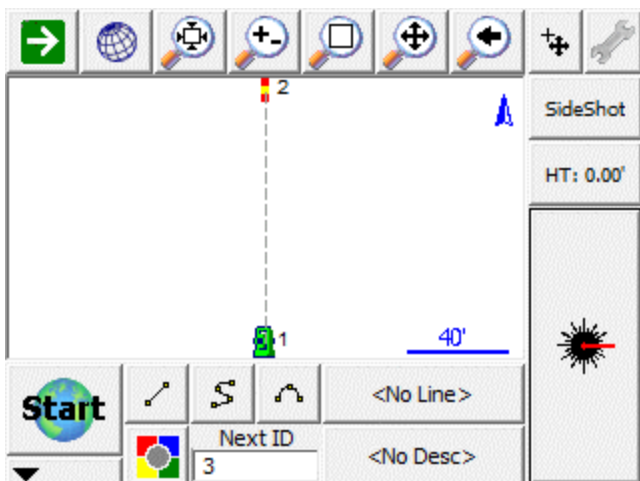 2
SideShot
HT: 0.00'
1
40'
Start
<No Line>
Next ID
3
<No Desc>